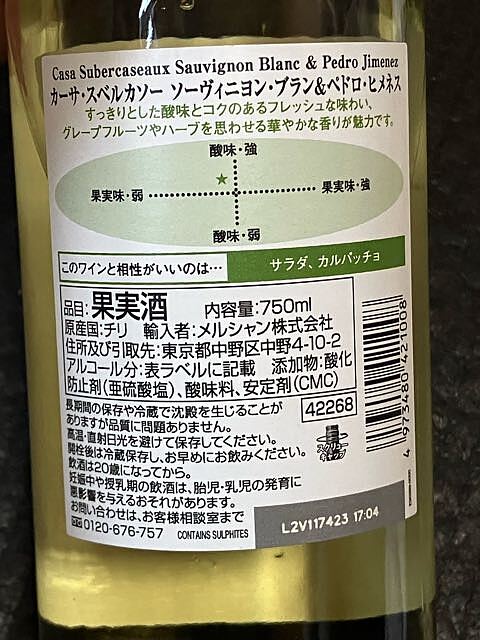 Casa Subercaseaux Sauvignon Blanc & Pedro Jimenez
カーサ・スベルカソー ソーヴィニヨン・ブラン&ペドロ・ヒメネス
すっきりとした酸味とコクのあるフレッシュな味わい、
グレープフルーツやハーブを思わせる華やかな香りが魅力です。
酸味・強
果実味・弱 果実味・強
酸味・弱
このワインと相性がいいのは… サラダ、カルパッチョ
品目:果実酒 内容量:750ml
原産国:チリ 輸入者:メルシャン株式会社
住所及び引取先:東京都中野区中野4-10-2
アルコール分:表ラベルに記載 添加物:酸化
防止剤(亜硫酸塩)、酸味料、安定剤(CMC)
長期間の保存や冷蔵で沈殿を生じることが
ありますが品質に問題ありません。
42268
高温・直射日光を避けて保存してください。
開栓後は冷蔵保存し、お早めにお飲みください。
飲酒は20歳になってから。
妊娠中や授乳期の飲酒は、胎児・乳児の発育に
悪影響を与えるおそれがあります。
お問い合わせは、お客様相談室まで
0120-676-757 CONTAINS SULPHITES
スクリュー
キャップ
L2V117423 17:04
4 973480 421008